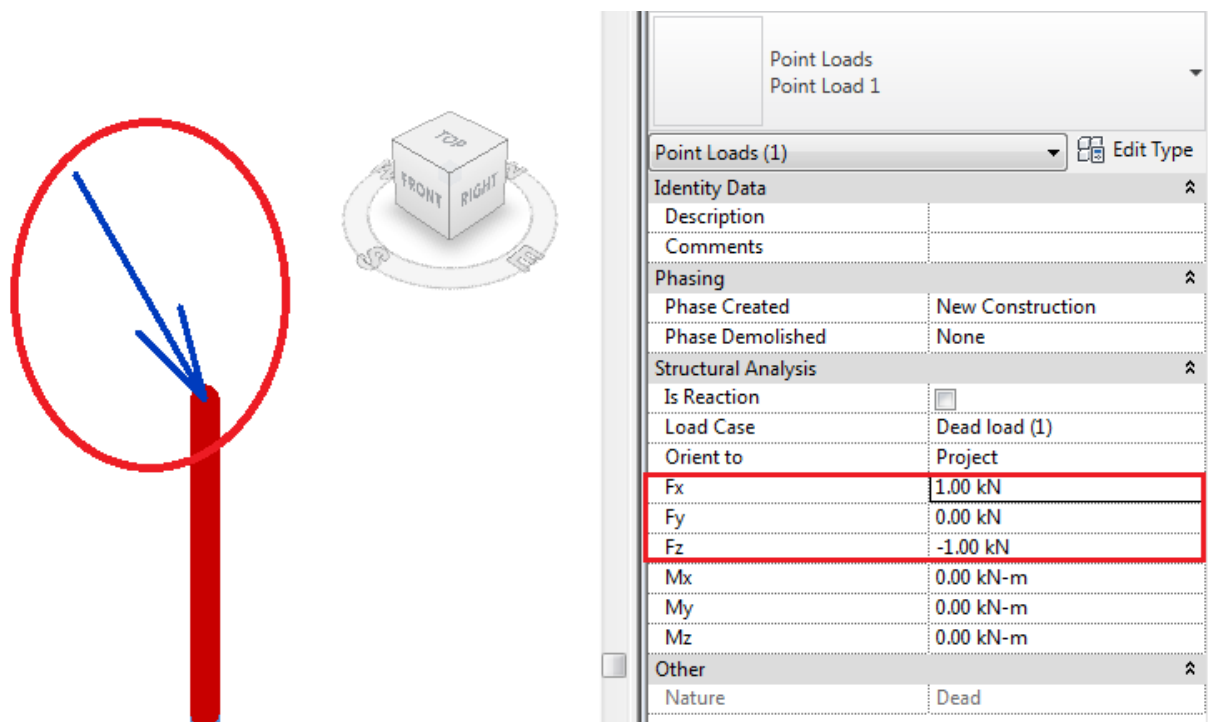 Point Loads
Point Load 1
TOP
FRONT
RIGHT
S
E
Point Loads (1)
Edit Type
Identity Data
Description
Comments
Phasing
Phase Created New Construction
Phase Demolished None
Structural Analysis
Is Reaction
Load Case Dead load (1)
Orient to Project
Fx 1.00 kN
Fy 0.00 kN
Fz -1.00 kN
Mx 0.00 kN-m
My 0.00 kN-m
Mz 0.00 kN-m
Other
Nature Dead